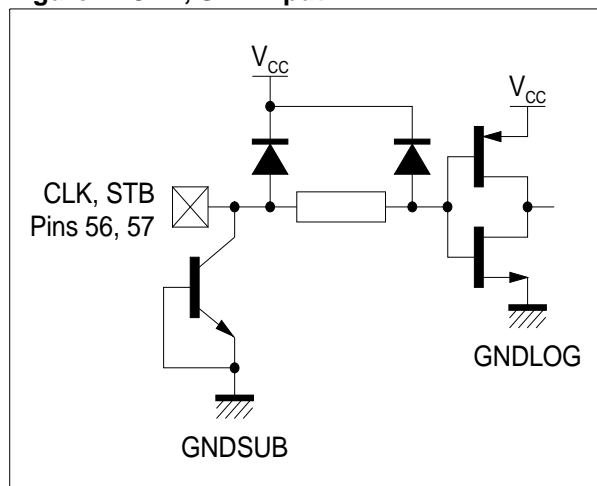 V_CC
V_CC
CLK, STB
Pins 56, 57
GNDLOG
GNDSUB